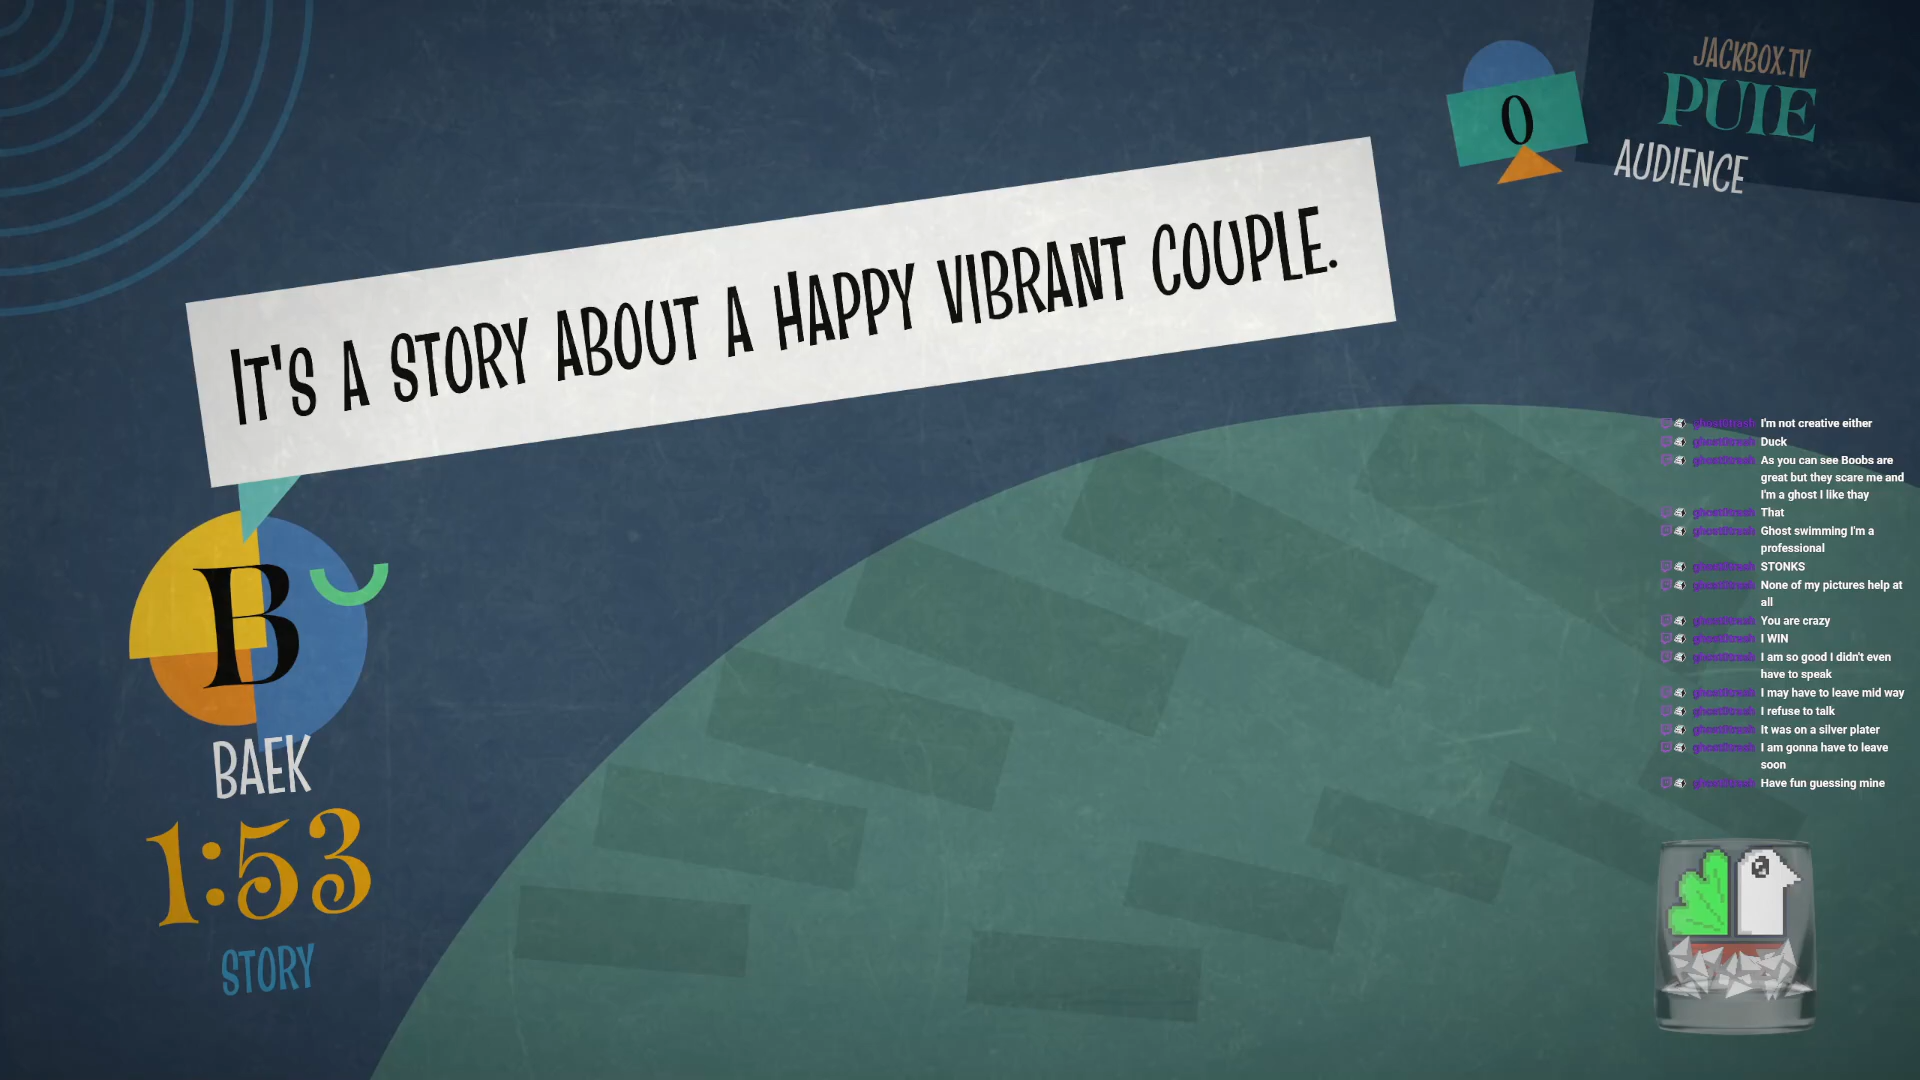 JACKBOX.TV
PUIE
0
AUDIENCE
IT'S A STORY ABOUT A HAPPY VIBRANT COUPLE.
B
BAEK
1:53
STORY
I'm not creative either
Duck
As you can see Boobs are
great but they scare me and
I'm a ghost I like thay
That
Ghost swimming I'm a
professional
STONKS
None of my pictures help at
all
You are crazy
I WIN
I am so good I didn't even
have to speak
I may have to leave mid way
I refuse to talk
It was on a silver plater
I am gonna have to leave
soon
Have fun guessing mine